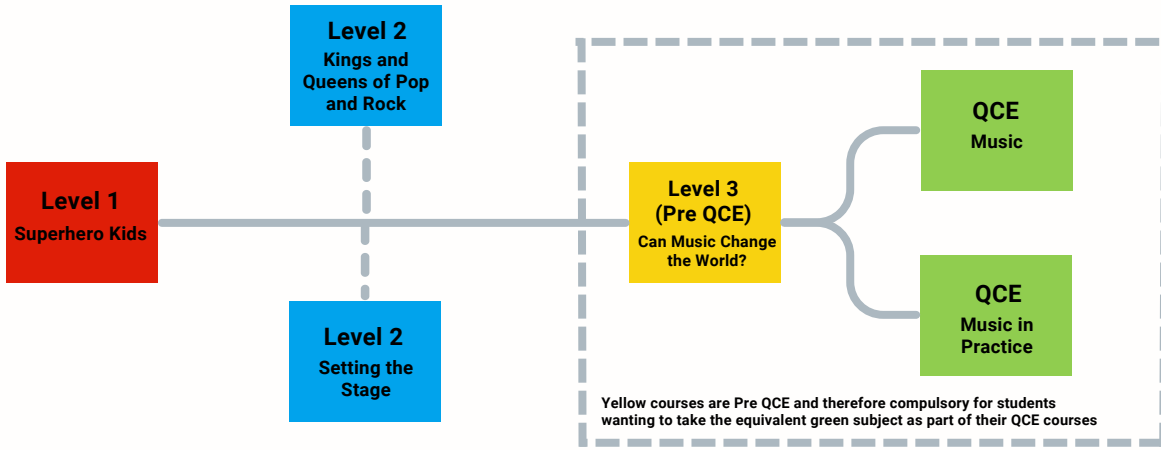 Level 1
Superhero Kids
Level 2
Kings and
Queens of Pop
and Rock
Level 2
Setting the
Stage
Level 3
(Pre QCE)
Can Music Change
the World?
QCE
Music
QCE
Music in
Practice
Yellow courses are Pre QCE and therefore compulsory for students
wanting to take the equivalent green subject as part of their QCE courses